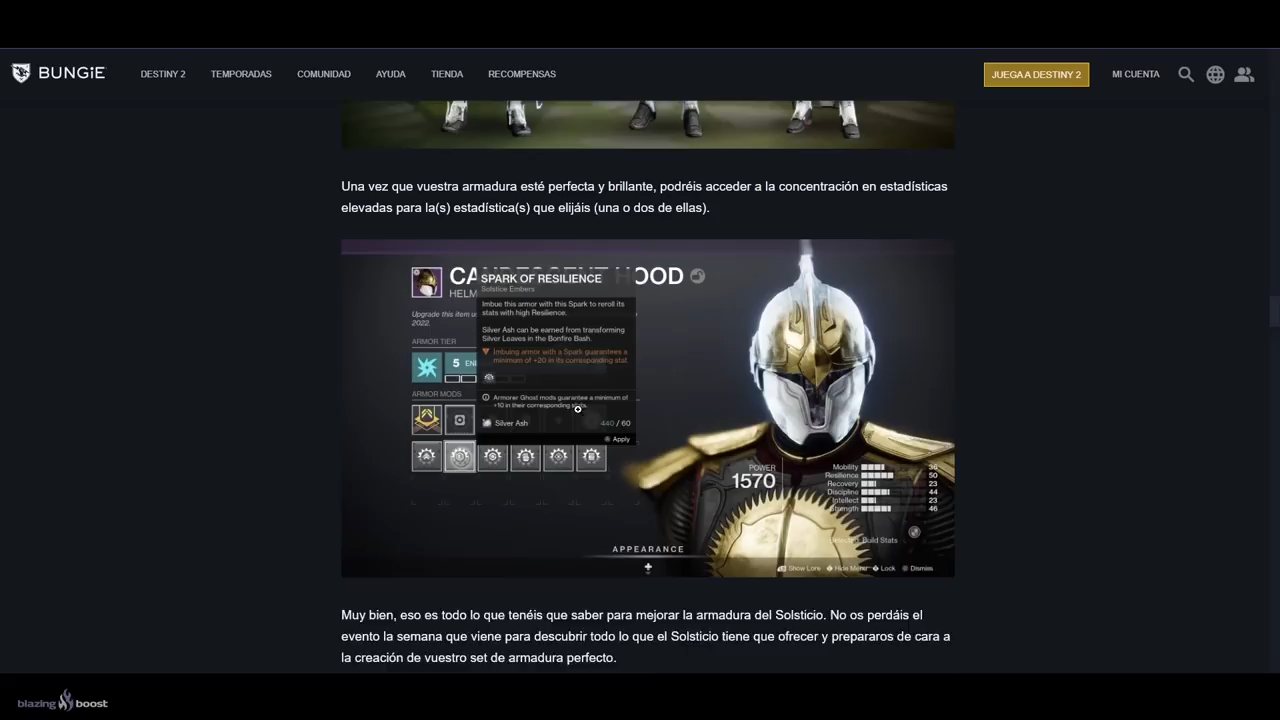 BUNGiE
DESTINY 2
TEMPORADAS
COMUNIDAD
AYUDA
TIENDA
RECOMPENSAS
JUEGA A DESTINY 2
MI CUENTA
Una vez que vuestra armadura esté perfecta y brillante, podréis acceder a la concentración en estadísticas
elevadas para la(s) estadística(s) que elijáis (una o dos de ellas).
SPARK OF RESILIENCE
Solstice Embers
Imbue this armor with this Spark to reroll its
stats with high Resilience.
Silver Ash can be earned from transforming
Silver Leaves in the Bonfire Bash.
Imbuing armor with a Spark guarantees a
minimum of +20 in its corresponding stat.
Armorer Ghost mods guarantee a minimum of
+10 in their corresponding stats.
Silver Ash 440 / 60
Apply
Upgrade this item
2022.
ARMOR TIER
5
ARMOR MODS
POWER
1570
Mobility 36
Resilience 50
Recovery 23
Discipline 44
Intellect 23
Strength 46
Build Stats
APPEARANCE
Show Lore
Hide Menu
Lock
Dismiss
Muy bien, eso es todo lo que tenéis que saber para mejorar la armadura del Solsticio. No os perdáis el
evento la semana que viene para descubrir todo lo que el Solsticio tiene que ofrecer y prepararos de cara a
la creación de vuestro set de armadura perfecto.
blazing boost